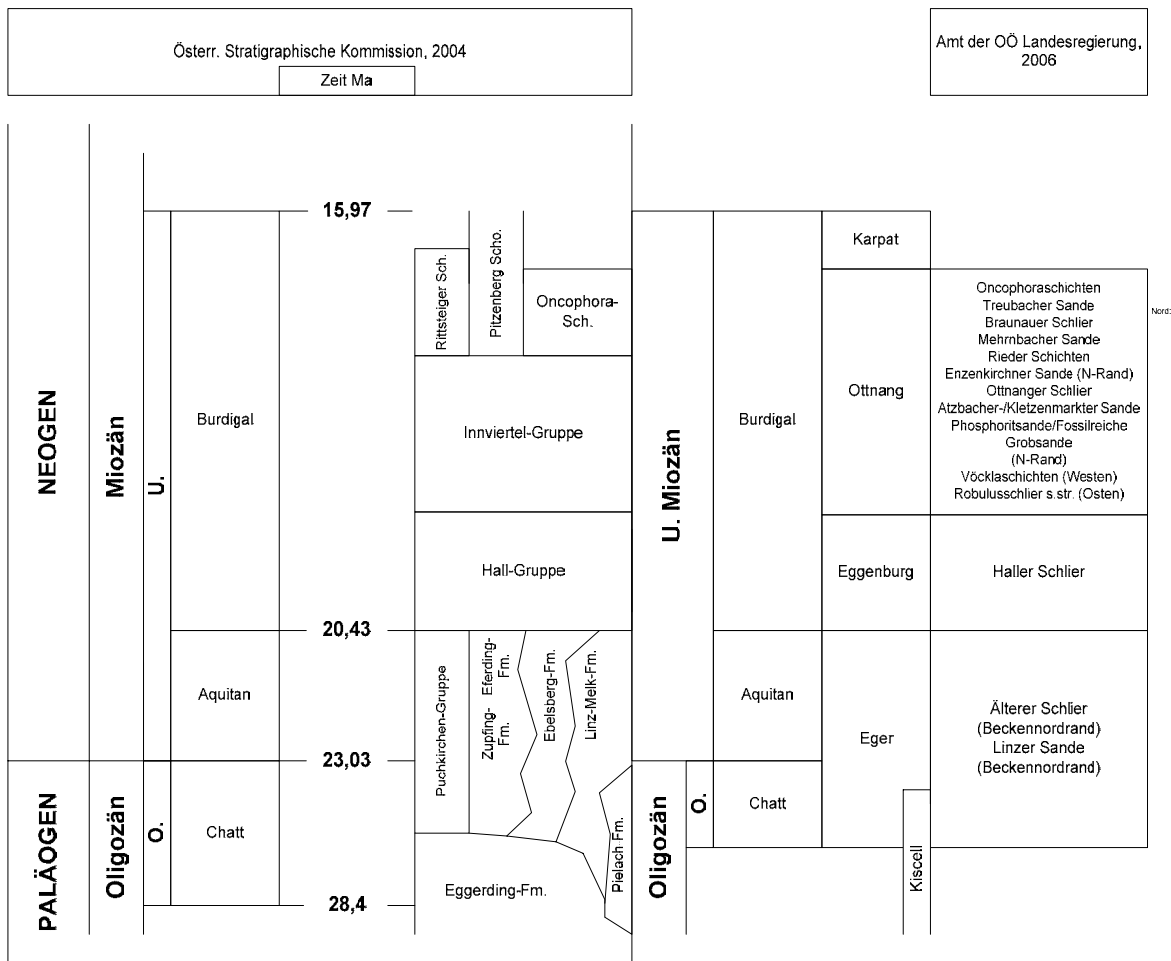 Österr. Stratigraphische Kommission, 2004
Zeit Ma
Amt der OÖ Landesregierung,
2006
NEOGEN
PALÄOGEN
Miozän
Oligozän
U.
O.
Burdigal
Aquitan
Chatt
15,97
20,43
23,03
28,4
Rittsteiger Sch.
Pitzenberg Scho.
Oncophora-
Sch.
Innviertel-Gruppe
Hall-Gruppe
Puchkirchen-Gruppe
Zupfing-
Fm.
Eferding-
Fm.
Ebelsberg-Fm.
Linz-Melk-Fm.
Pielach-Fm.
Eggerding-Fm.
U. Miozän
Oligozän
O.
Burdigal
Aquitan
Chatt
Karpat
Ottnang
Eggenburg
Eger
Kiscell
Oncophoraschichten
Treubacher Sande
Braunauer Schlier
Mehrnbacher Sande
Rieder Schichten
Enzenkirchner Sande (N-Rand)
Ottnanger Schlier
Atzbacher-/Kletzenmarkter Sande
Phosphoritsande/Fossilreiche
Grobsande
(N-Rand)
Vöcklaschichten (Westen)
Robulusschlier s.str. (Osten)
Nord:
Haller Schlier
Älterer Schlier
(Beckennordrand)
Linzer Sande
(Beckennordrand)